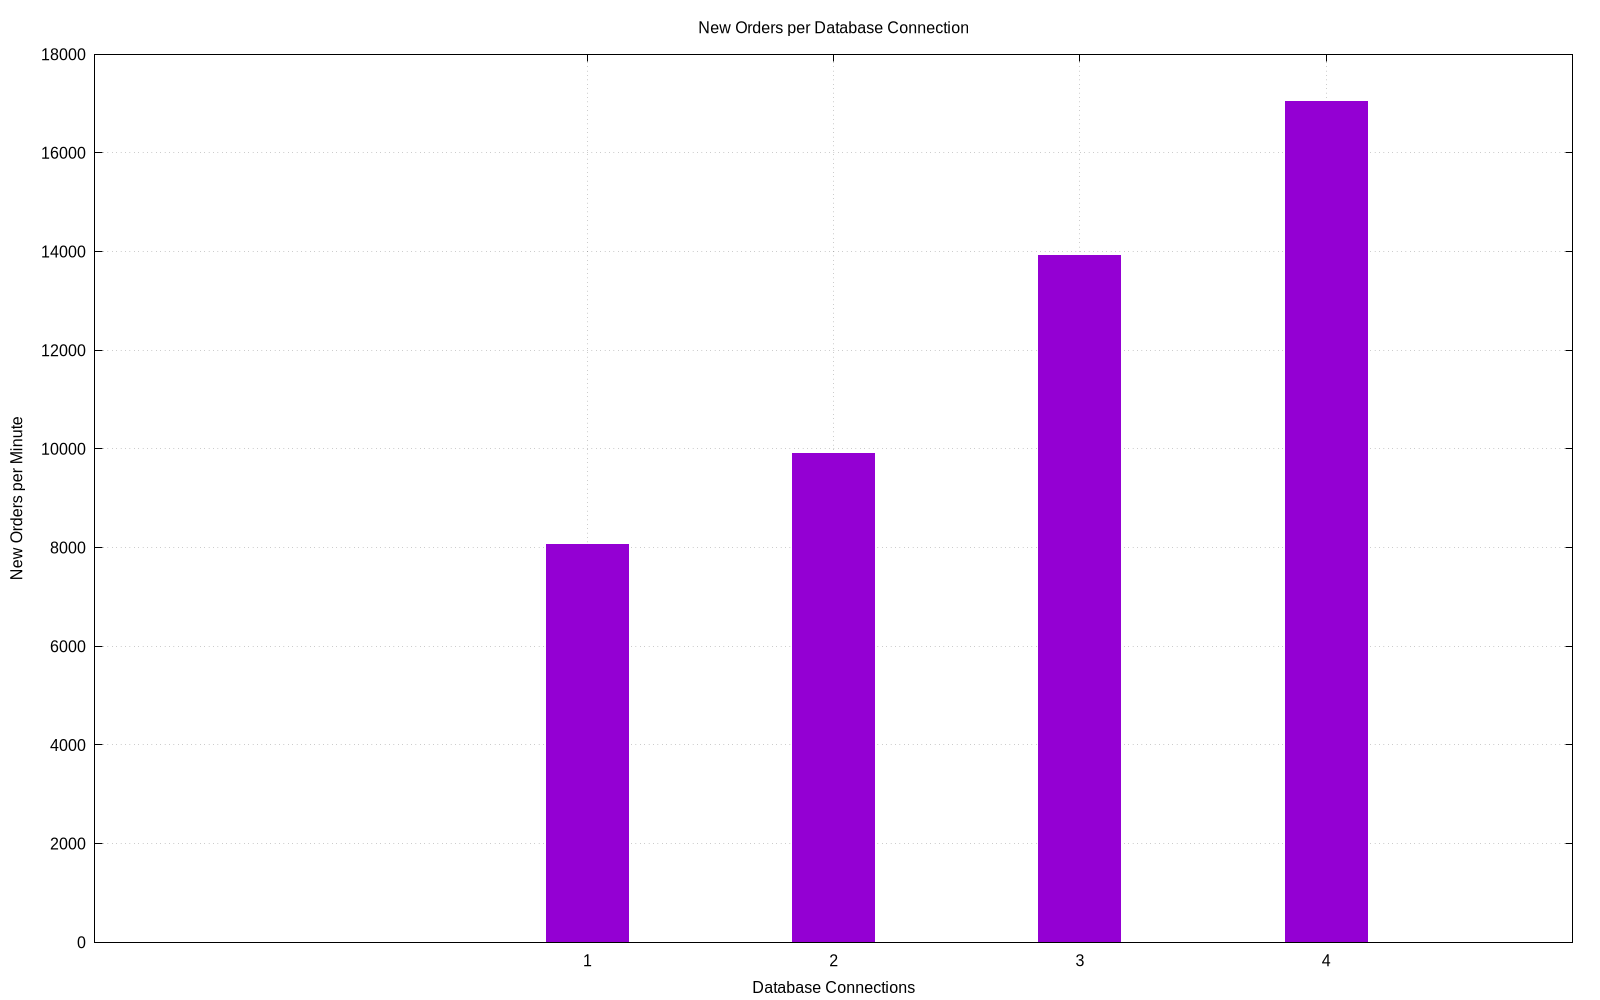 New Orders per Database Connection
18000
16000
14000
12000
10000
8000
6000
4000
2000
0
New Orders per Minute
1 2 3 4
Database Connections